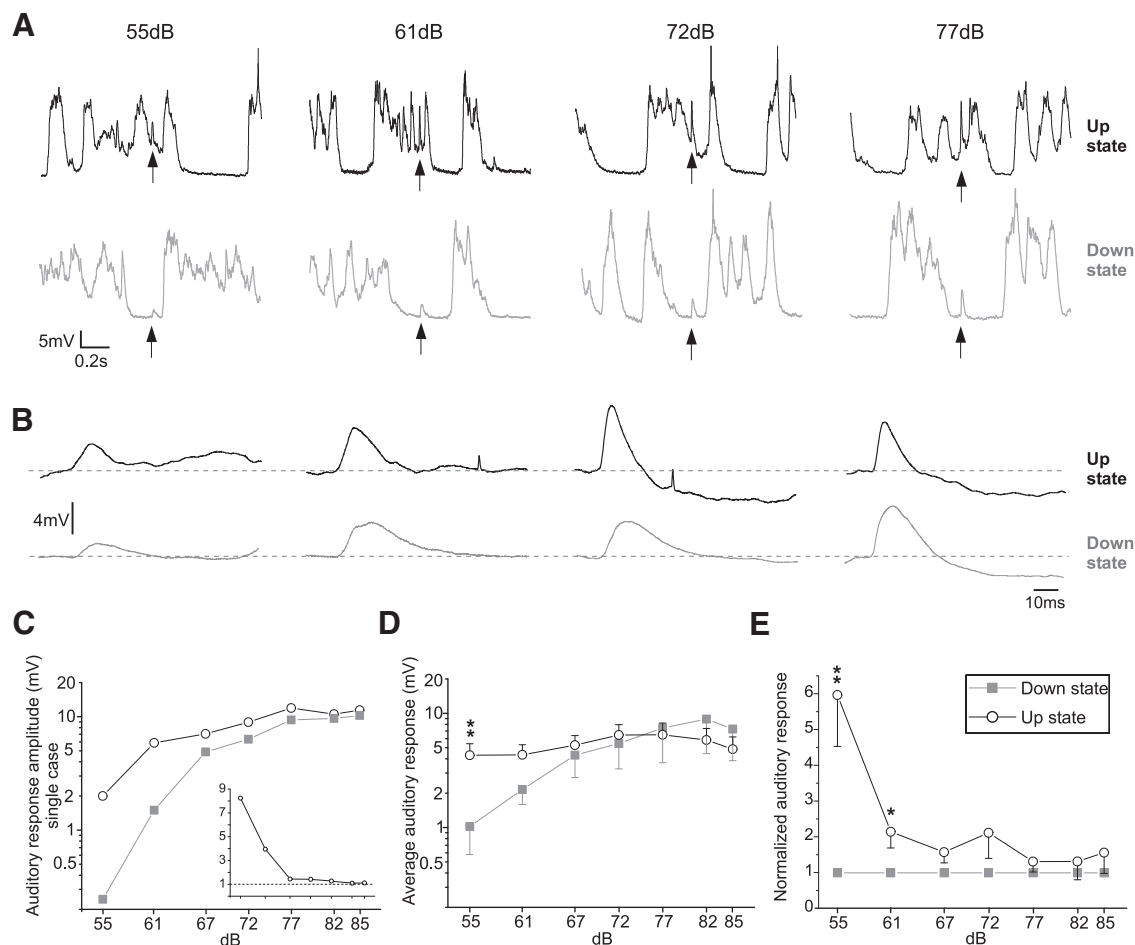 A
55dB 61dB 72dB 77dB
Up
state
Down
state
5mV
0.2s
B
Up
state
4mV
Down
state
10ms
C
Auditory response amplitude (mV)
single case
20
10
5
2
1
0.5
9
7
5
3
1
55 61 67 72 77 82 85
dB
D
Average auditory response (mV)
20
10
5
2
1
0.5
**
55 61 67 72 77 82 85
dB
E
Normalized auditory response
6
5
4
3
2
1
0
**
*
Down state
Up state
55 61 67 72 77 82 85
dB